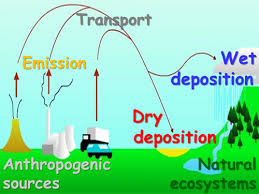 Transport
Emission
Wet
deposition
Dry
deposition
Anthropogenic
sources
Natural
ecosystems